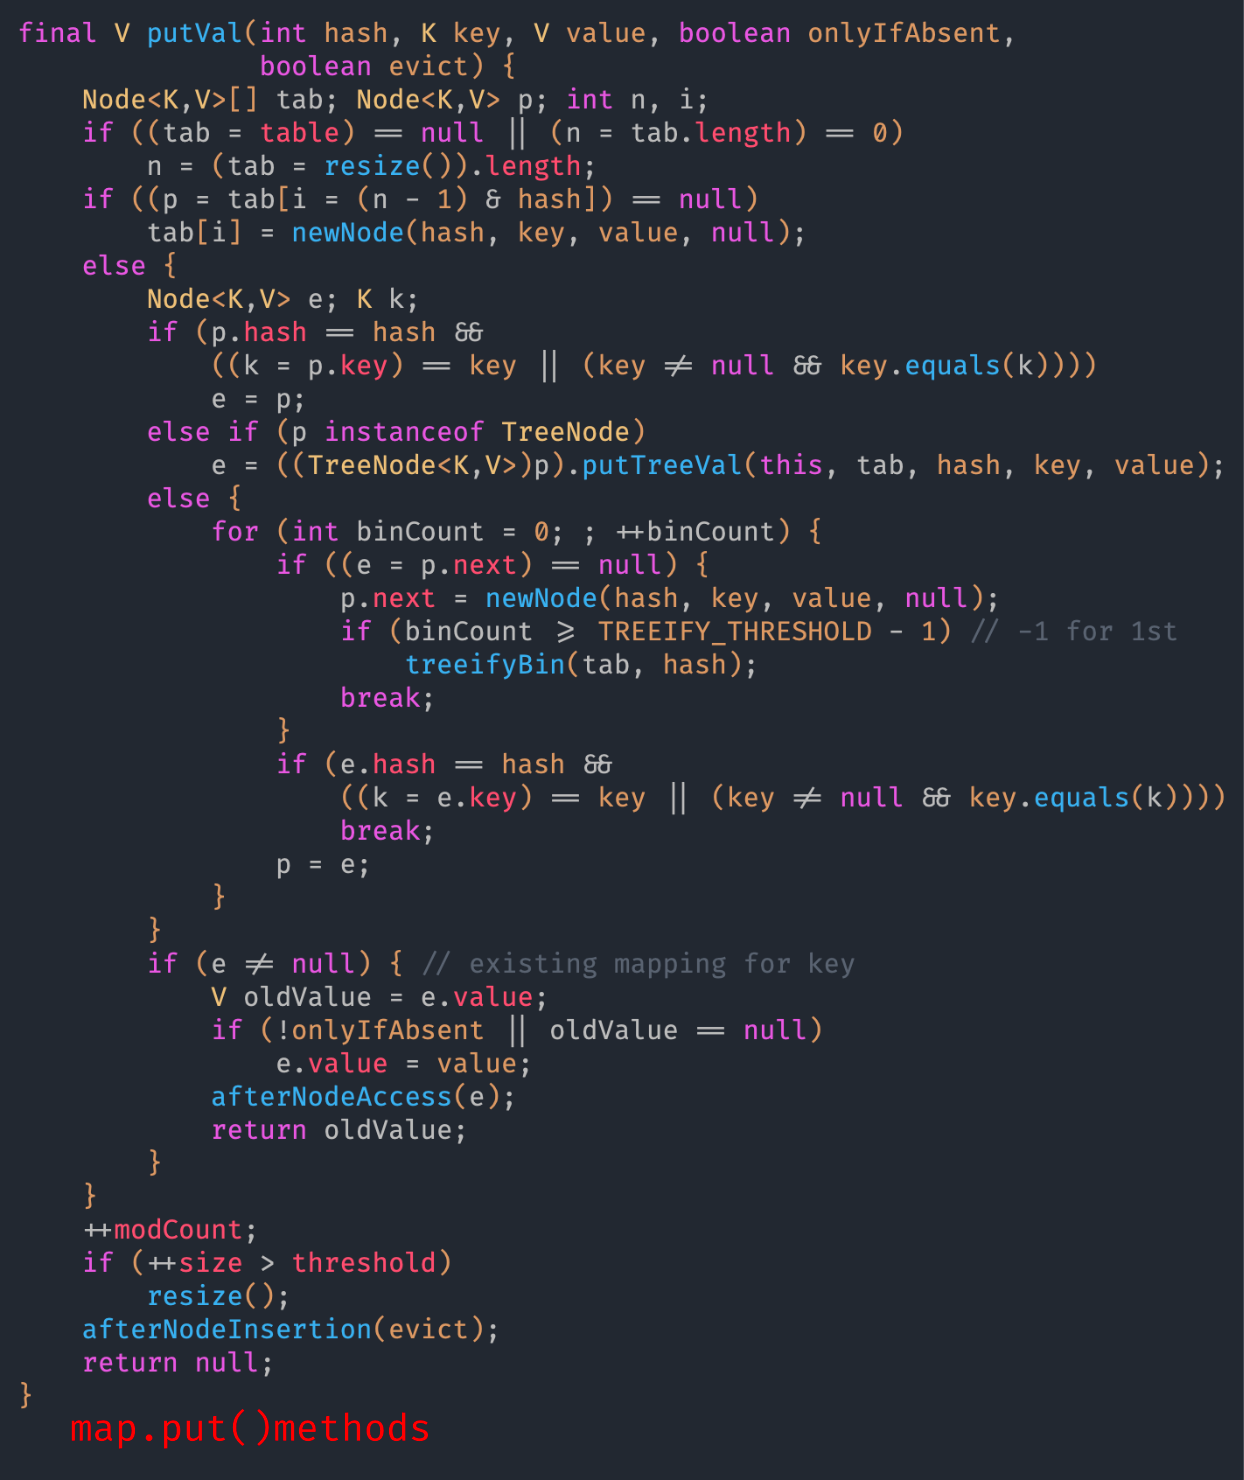 final V putVal(int hash, K key, V value, boolean onlyIfAbsent,
               boolean evict) {
    Node<K,V>[] tab; Node<K,V> p; int n, i;
    if ((tab = table) == null || (n = tab.length) == 0)
        n = (tab = resize()).length;
    if ((p = tab[i = (n - 1) & hash]) == null)
        tab[i] = newNode(hash, key, value, null);
    else {
        Node<K,V> e; K k;
        if (p.hash == hash &&
            ((k = p.key) == key || (key != null && key.equals(k))))
            e = p;
        else if (p instanceof TreeNode)
            e = ((TreeNode<K,V>)p).putTreeVal(this, tab, hash, key, value);
        else {
            for (int binCount = 0; ; ++binCount) {
                if ((e = p.next) == null) {
                    p.next = newNode(hash, key, value, null);
                    if (binCount >= TREEIFY_THRESHOLD - 1) // -1 for 1st
                        treeifyBin(tab, hash);
                    break;
                }
                if (e.hash == hash &&
                    ((k = e.key) == key || (key != null && key.equals(k))))
                    break;
                p = e;
            }
        }
        if (e != null) { // existing mapping for key
            V oldValue = e.value;
            if (!onlyIfAbsent || oldValue == null)
                e.value = value;
            afterNodeAccess(e);
            return oldValue;
        }
    }
    ++modCount;
    if (++size > threshold)
        resize();
    afterNodeInsertion(evict);
    return null;
}
map.put()methods